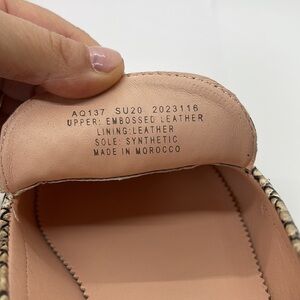 AQ137 SU20 2023116
UPPER: EMBOSSED LEATHER
LINING:LEATHER
SOLE: SYNTHETIC
MADE IN MOROCCO